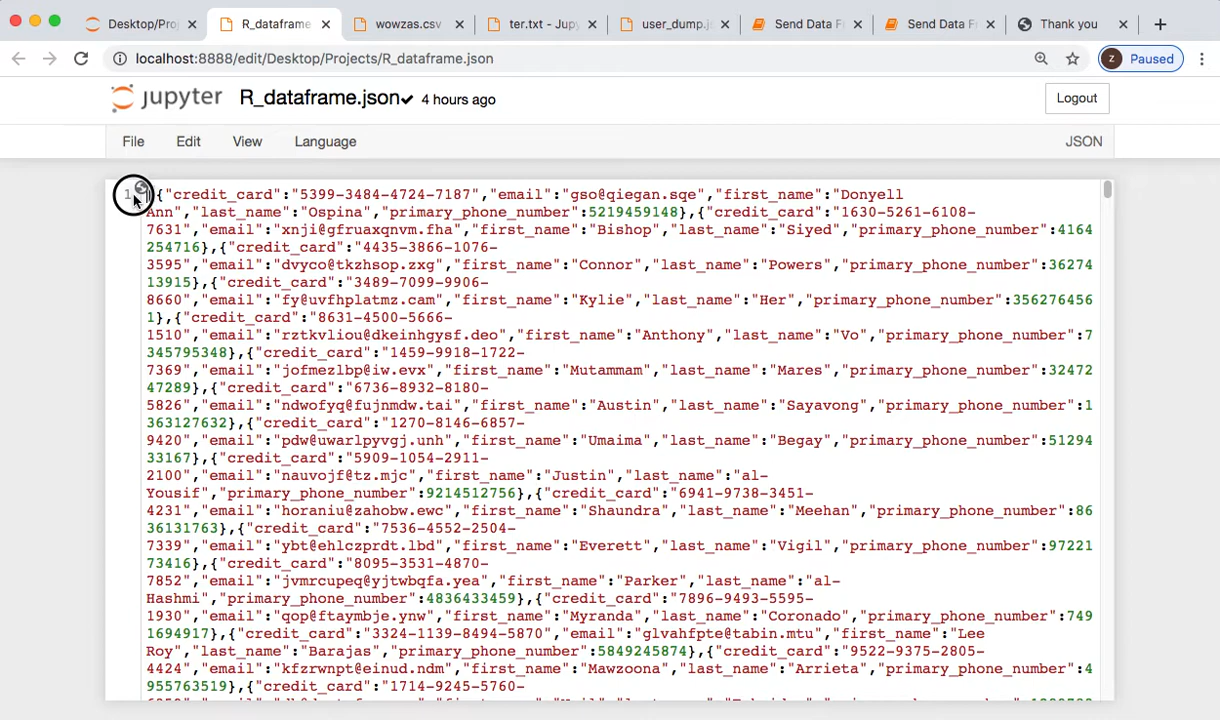 Desktop/Proj
R_dataframe
wowzas.csv
ter.txt - Jupy
user_dump.js
Send Data F
Send Data F
Thank you
localhost:8888/edit/Desktop/Projects/R_dataframe.json
Z Paused
jupyter R_dataframe.json 4 hours ago
Logout
File Edit View Language JSON
1 [{"credit_card":"5399-3484-4724-7187","email":"gso@qiegan.sqe","first_name":"Donyell
Ann","last_name":"Ospina","primary_phone_number":5219459148},{"credit_card":"1630-5261-6108-
7631","email":"xnji@gfruaxqnvm.fha","first_name":"Bishop","last_name":"Siyed","primary_phone_number":4164
254716},{"credit_card":"4435-3866-1076-
3595","email":"dvyco@tkzhsop.zxg","first_name":"Connor","last_name":"Powers","primary_phone_number":36274
13915},{"credit_card":"3489-7099-9906-
8660","email":"fy@uvfhplatmz.cam","first_name":"Kylie","last_name":"Her","primary_phone_number":356276456
1},{"credit_card":"8631-4500-5666-
1510","email":"rztkvliou@dkeinhgysf.deo","first_name":"Anthony","last_name":"Vo","primary_phone_number":7
345795348},{"credit_card":"1459-9918-1722-
7369","email":"jofmezlbp@iw.evx","first_name":"Mutammam","last_name":"Mares","primary_phone_number":32472
47289},{"credit_card":"6736-8932-8180-
5826","email":"ndwofyq@fujnmdw.tai","first_name":"Austin","last_name":"Sayavong","primary_phone_number":1
363127632},{"credit_card":"1270-8146-6857-
9420","email":"pdw@uwarlpyvgj.unh","first_name":"Umaima","last_name":"Begay","primary_phone_number":51294
33167},{"credit_card":"5909-1054-2911-
2100","email":"nauvojf@tz.mjc","first_name":"Justin","last_name":"al-
Yousif","primary_phone_number":9214512756},{"credit_card":"6941-9738-3451-
4231","email":"horaniu@zahobw.ewc","first_name":"Shaundra","last_name":"Meehan","primary_phone_number":86
36131763},{"credit_card":"7536-4552-2504-
7339","email":"ybt@ehlczprdt.lbd","first_name":"Everett","last_name":"Vigil","primary_phone_number":97221
73416},{"credit_card":"8095-3531-4870-
7852","email":"jvmrcupeq@yjtwbqfa.yea","first_name":"Parker","last_name":"al-
Hashmi","primary_phone_number":4836433459},{"credit_card":"7896-9493-5595-
1930","email":"qop@ftaymbje.ynw","first_name":"Myranda","last_name":"Coronado","primary_phone_number":749
1694917},{"credit_card":"3324-1139-8494-5870","email":"glvahfpte@tabin.mtu","first_name":"Lee
Roy","last_name":"Barajas","primary_phone_number":5849245874},{"credit_card":"9522-9375-2805-
4424","email":"kfzrwnpt@einud.ndm","first_name":"Mawzoona","last_name":"Arrieta","primary_phone_number":4
955763519},{"credit_card":"1714-9245-5760-